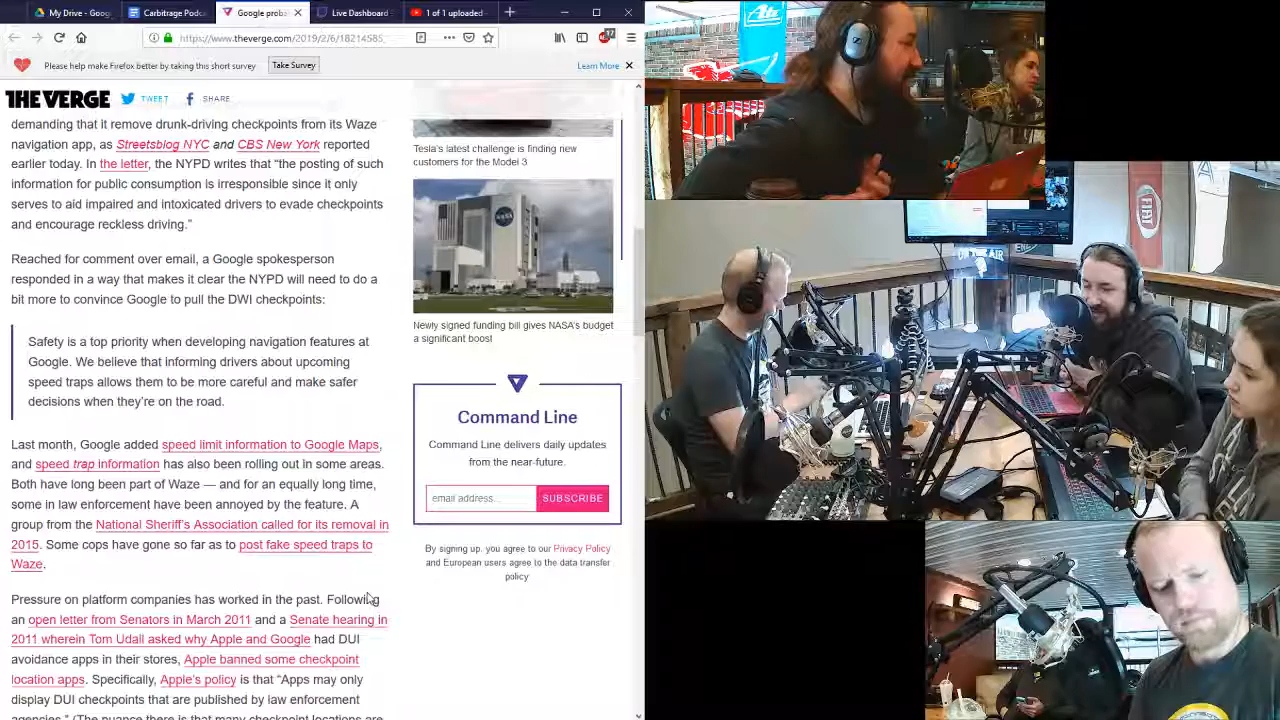 My Drive - Goog
Carbitrage Podc
Google prob
Live Dashboard
1 of 1 uploaded
https://www.theverge.com/2019/2/6/18214585
17
Please help make Firefox better by taking this short survey
Take Survey
Learn More
THE VERGE
TWEET
SHARE
demanding that it remove drunk-driving checkpoints from its Waze
navigation app, as Streetsblog NYC and CBS New York reported
earlier today. In the letter, the NYPD writes that “the posting of such
information for public consumption is irresponsible since it only
serves to aid impaired and intoxicated drivers to evade checkpoints
and encourage reckless driving.”
Reached for comment over email, a Google spokesperson
responded in a way that makes it clear the NYPD will need to do a
bit more to convince Google to pull the DWI checkpoints:
Safety is a top priority when developing navigation features at
Google. We believe that informing drivers about upcoming
speed traps allows them to be more careful and make safer
decisions when they’re on the road.
Last month, Google added speed limit information to Google Maps,
and speed trap information has also been rolling out in some areas.
Both have long been part of Waze — and for an equally long time,
some in law enforcement have been annoyed by the feature. A
group from the National Sheriff’s Association called for its removal in
2015. Some cops have gone so far as to post fake speed traps to
Waze.
Pressure on platform companies has worked in the past. Following
an open letter from Senators in March 2011 and a Senate hearing in
2011 wherein Tom Udall asked why Apple and Google had DUI
avoidance apps in their stores, Apple banned some checkpoint
location apps. Specifically, Apple’s policy is that “Apps may only
display DUI checkpoints that are published by law enforcement
agencies.” (The nuance there is that many checkpoint locations are
Tesla’s latest challenge is finding new
customers for the Model 3
NASA
Newly signed funding bill gives NASA’s budget
a significant boost
Command Line
Command Line delivers daily updates
from the near-future.
email address...
SUBSCRIBE
By signing up, you agree to our Privacy Policy
and European users agree to the data transfer
policy
Ate
ON AIR